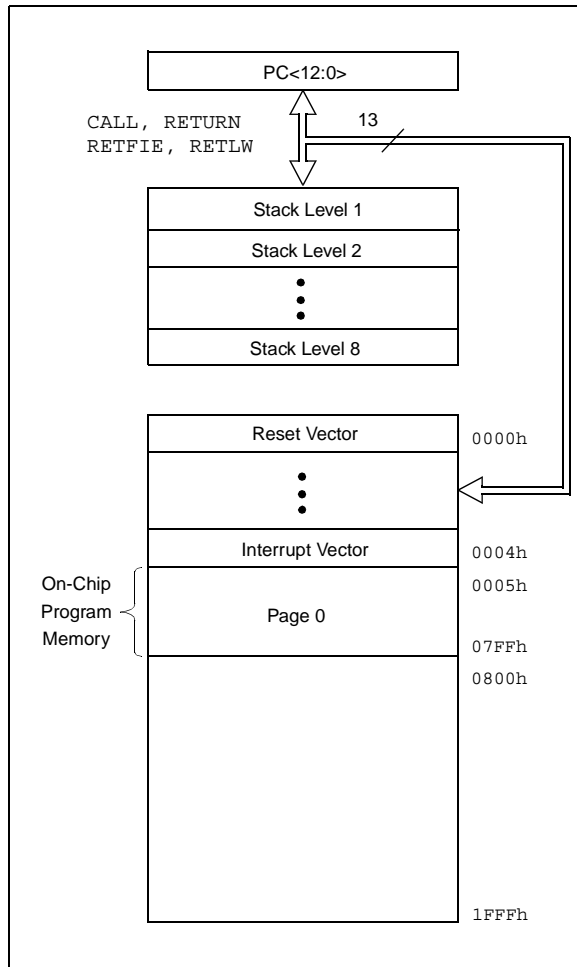 PC<12:0>
CALL, RETURN
RETFIE, RETLW
13
Stack Level 1
Stack Level 2
Stack Level 8
Reset Vector
0000h
Interrupt Vector
0004h
On-Chip
Program
Memory
0005h
Page 0
07FFh
0800h
1FFFh